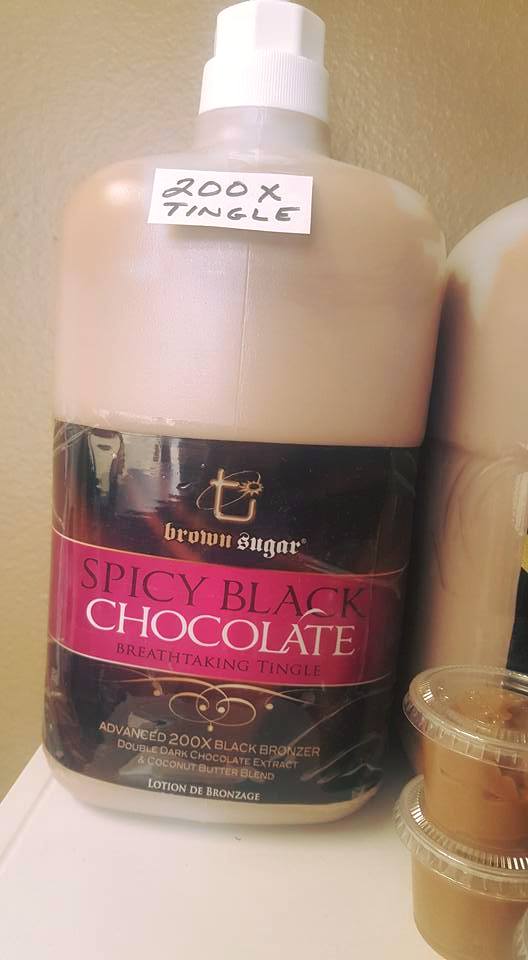 200X
TINGLE
brown sugar®
SPICY BLACK
CHOCOLATE
BREATHTAKING TINGLE
ADVANCED 200X BLACK BRONZER
DOUBLE DARK CHOCOLATE EXTRACT
& COCONUT BUTTER BLEND
LOTION DE BRONZAGE